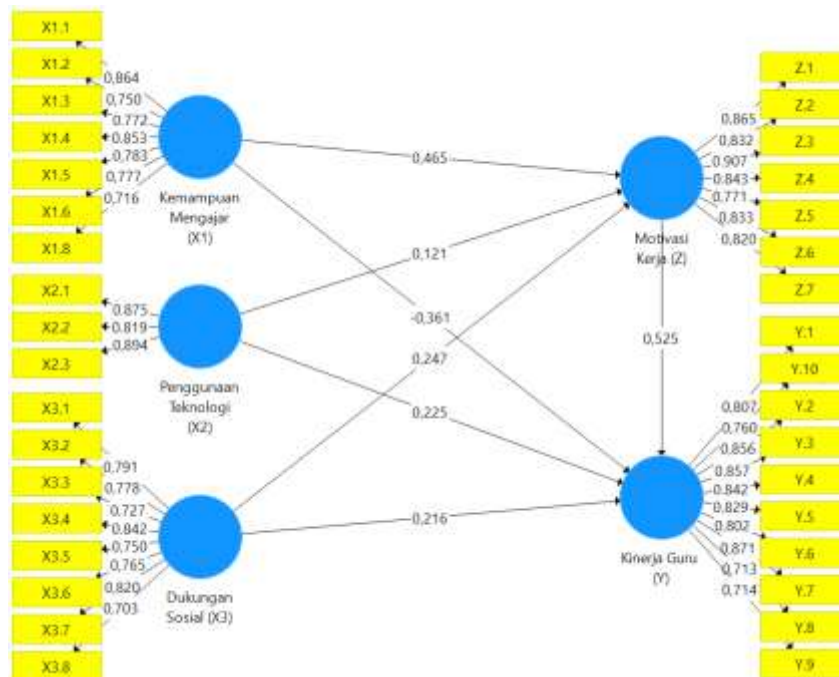 X1.1
X1.2
X1.3
X1.4
X1.5
X1.6
X1.8
0,864
0,750
0,772
0,853
0,783
0,777
0,716
Kemampuan
Mengajar
(X1)
X2.1
X2.2
X2.3
0,875
0,819
0,894
Penggunaan
Teknologi
(X2)
X3.1
X3.2
X3.3
X3.4
X3.5
X3.6
X3.7
X3.8
0,791
0,778
0,727
0,842
0,750
0,765
0,820
0,703
Dukungan
Sosial (X3)
0,465
0,121
-0,361
0,247
0,225
0,216
0,525
Motivasi
Kerja (Z)
0,865
0,832
0,907
0,843
0,771
0,833
0,820
Z.1
Z.2
Z.3
Z.4
Z.5
Z.6
Z.7
Kinerja Guru
(Y)
0,807
0,760
0,856
0,857
0,842
0,829
0,802
0,871
0,713
0,714
Y.1
Y.10
Y.2
Y.3
Y.4
Y.5
Y.6
Y.7
Y.8
Y.9